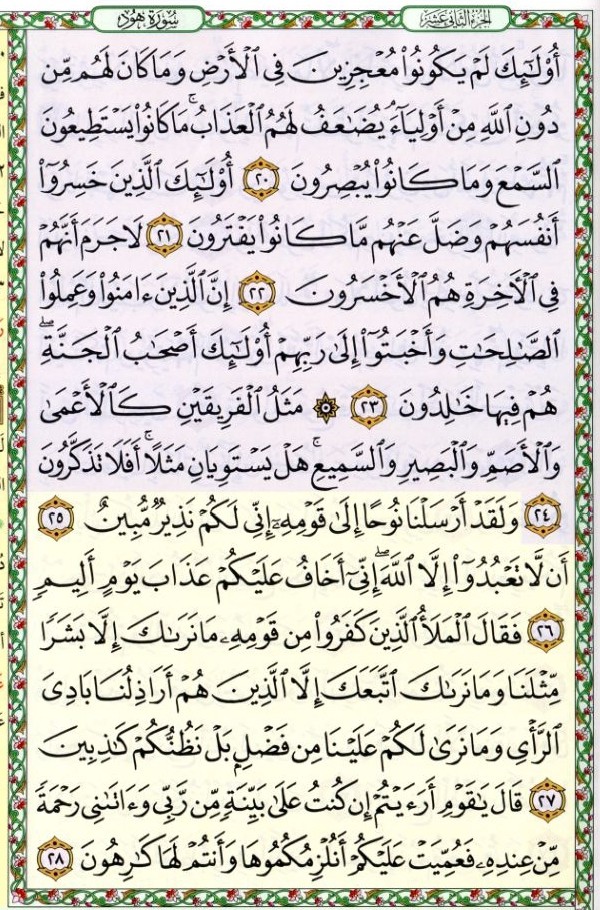 سُورَةُ هُودٍ
الجزء الثاني عشر
أُوْلَٰٓئِكَ لَمْ يَكُونُوا۟ مُعْجِزِينَ فِى ٱلْأَرْضِ وَمَا كَانَ لَهُم مِّن
دُونِ ٱللَّهِ مِنْ أَوْلِيَآءَ ۘ يُضَٰعَفُ لَهُمُ ٱلْعَذَابُ ۚ مَا كَانُوا۟ يَسْتَطِيعُونَ
ٱلسَّمْعَ وَمَا كَانُوا۟ يُبْصِرُونَ ٢٠ أُوْلَٰٓئِكَ ٱلَّذِينَ خَسِرُوٓا۟
أَنفُسَهُمْ وَضَلَّ عَنْهُم مَّا كَانُوا۟ يَفْتَرُونَ ٢١ لَا جَرَمَ أَنَّهُمْ
فِى ٱلْءَاخِرَةِ هُمُ ٱلْأَخْسَرُونَ ٢٢ إِنَّ ٱلَّذِينَ ءَامَنُوا۟ وَعَمِلُوا۟
ٱلصَّٰلِحَٰتِ وَأَخْبَتُوٓا۟ إِلَىٰ رَبِّهِمْ أُوْلَٰٓئِكَ أَصْحَٰبُ ٱلْجَنَّةِ ۖ
هُمْ فِيهَا خَٰلِدُونَ ٢٣ ۞ مَثَلُ ٱلْفَرِيقَيْنِ كَٱلْأَعْمَىٰ
وَٱلْأَصَمِّ وَٱلْبَصِيرِ وَٱلسَّمِيعِ ۚ هَلْ يَسْتَوِيَانِ مَثَلًا ۚ أَفَلَا تَذَكَّرُونَ
٢٤ وَلَقَدْ أَرْسَلْنَا نُوحًا إِلَىٰ قَوْمِهِۦٓ إِنِّى لَكُمْ نَذِيرٌ مُّبِينٌ ٢٥
أَن لَّا تَعْبُدُوٓا۟ إِلَّا ٱللَّهَ ۖ إِنِّىٓ أَخَافُ عَلَيْكُمْ عَذَابَ يَوْمٍ أَلِيمٍ
٢٦ فَقَالَ ٱلْمَلَأُ ٱلَّذِينَ كَفَرُوا۟ مِن قَوْمِهِۦ مَا نَرَىٰكَ إِلَّا بَشَرًا
مِّثْلَنَا وَمَا نَرَىٰكَ ٱتَّبَعَكَ إِلَّا ٱلَّذِينَ هُمْ أَرَاذِلُنَا بَادِىَ
ٱلرَّأْىِ وَمَا نَرَىٰ لَكُمْ عَلَيْنَا مِن فَضْلٍۭ بَلْ نَظُنُّكُمْ كَٰذِبِينَ
٢٧ قَالَ يَٰقَوْمِ أَرَءَيْتُمْ إِن كُنتُ عَلَىٰ بَيِّنَةٍ مِّن رَّبِّى وَءَاتَىٰنِى رَحْمَةً
مِّنْ عِندِهِۦ فَعُمِّيَتْ عَلَيْكُمْ أَنُلْزِمُكُمُوهَا وَأَنتُمْ لَهَا كَٰرِهُونَ ٢٨